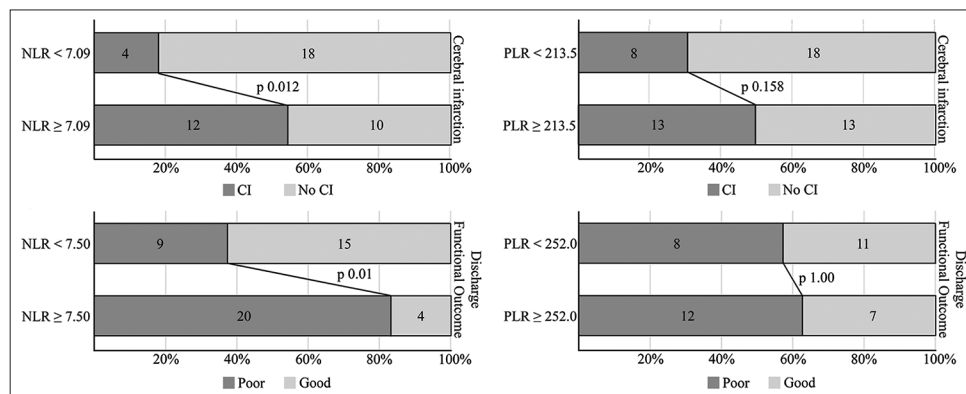 NLR < 7.09
4
18
p 0.012
NLR ≥ 7.09
12
10
20%
40%
60%
80%
100%
CI
No CI
Cerebral infarction
PLR < 213.5
8
18
p 0.158
PLR ≥ 213.5
13
13
20%
40%
60%
80%
100%
CI
No CI
Cerebral infarction
NLR < 7.50
9
15
p 0.01
NLR ≥ 7.50
20
4
20%
40%
60%
80%
100%
Poor
Good
Discharge
Functional Outcome
PLR < 252.0
8
11
p 1.00
PLR ≥ 252.0
12
7
20%
40%
60%
80%
100%
Poor
Good
Discharge
Functional Outcome